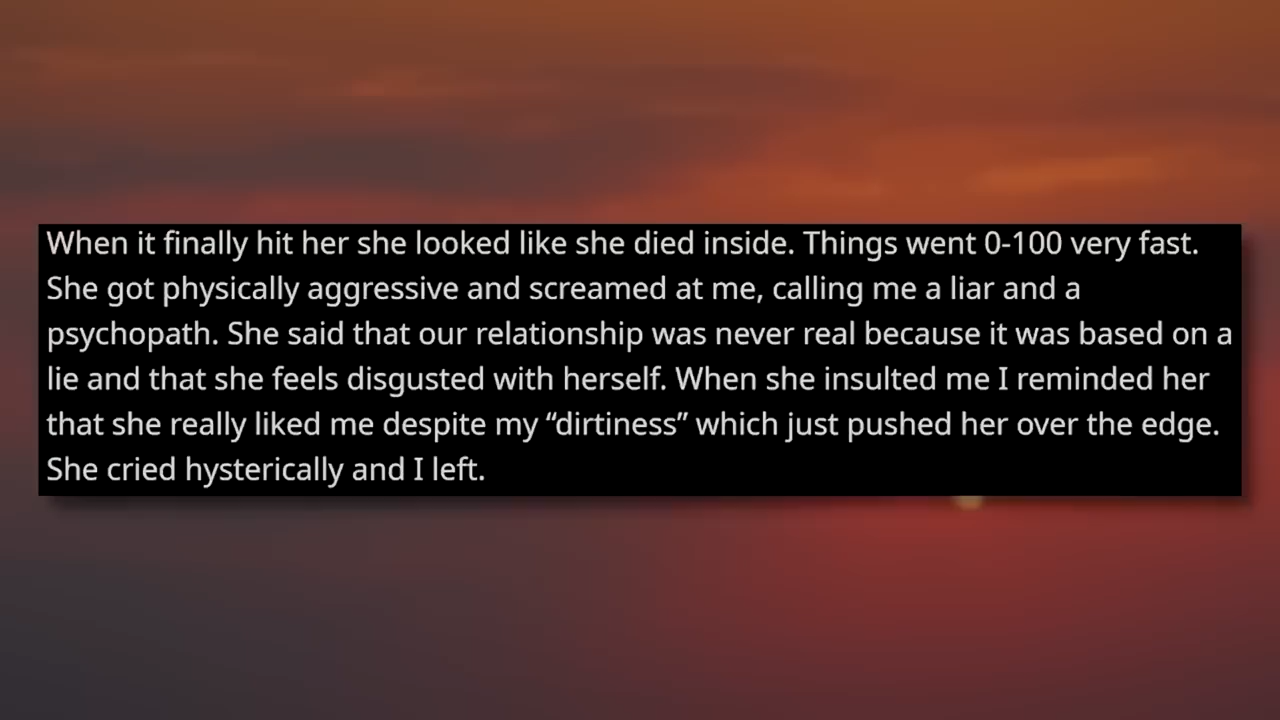 When it finally hit her she looked like she died inside. Things went 0-100 very fast.
She got physically aggressive and screamed at me, calling me a liar and a
psychopath. She said that our relationship was never real because it was based on a
lie and that she feels disgusted with herself. When she insulted me I reminded her
that she really liked me despite my “dirtiness” which just pushed her over the edge.
She cried hysterically and I left.